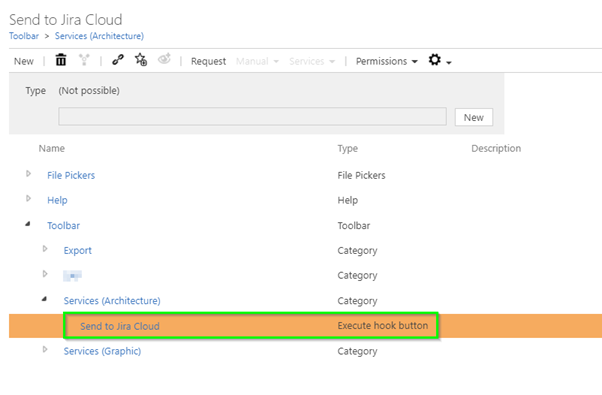 Send to Jira Cloud
Toolbar > Services (Architecture)
New Request Manual Services Permissions
Type (Not possible)
New
Name Type Description
File Pickers File Pickers
Help Help
Toolbar Toolbar
Export Category
Category
Services (Architecture) Category
Send to Jira Cloud Execute hook button
Services (Graphic) Category